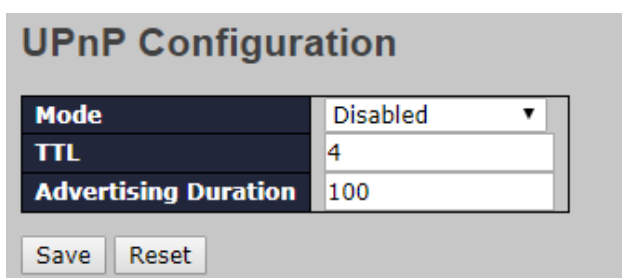 UPnP Configuration
Mode Disabled
TTL 4
Advertising Duration 100
Save Reset